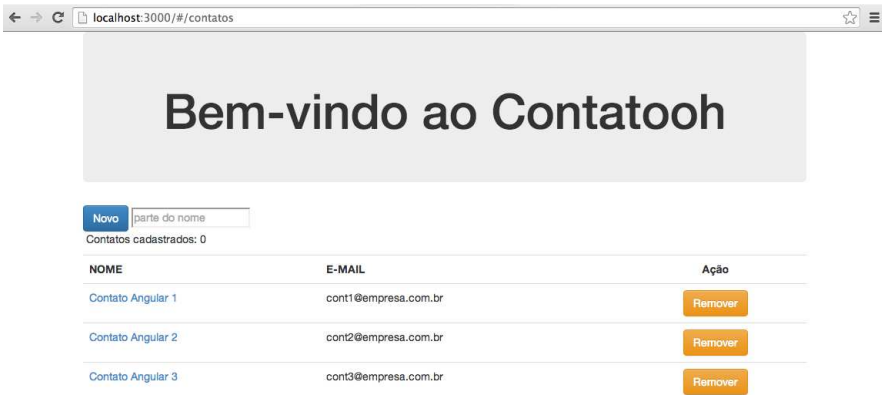 localhost:3000/#/contatos
Bem-vindo ao Contatooh
Novo parte do nome
Contatos cadastrados: 0
NOME E-MAIL Ação
Contato Angular 1 cont1@empresa.com.br Remover
Contato Angular 2 cont2@empresa.com.br Remover
Contato Angular 3 cont3@empresa.com.br Remover